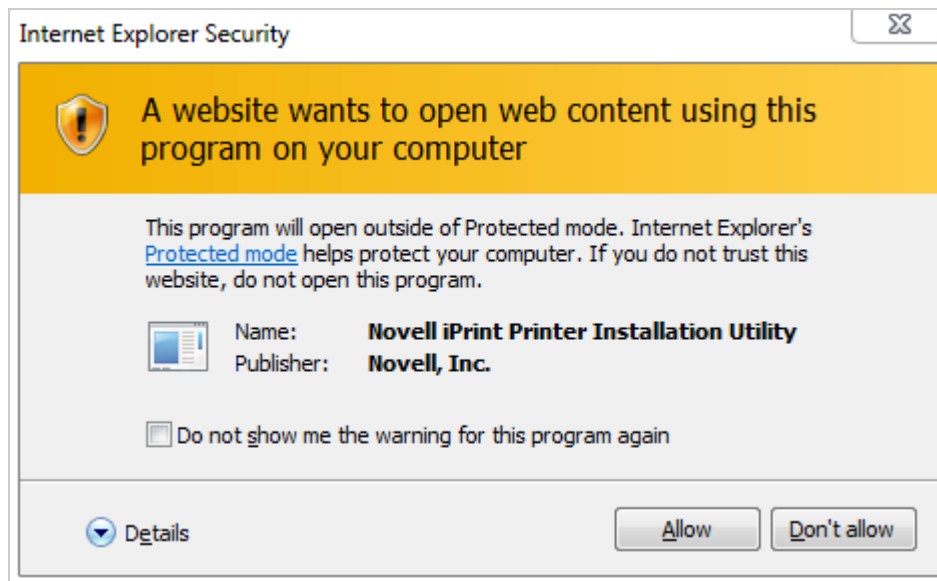 Internet Explorer Security
A website wants to open web content using this
program on your computer
This program will open outside of Protected mode. Internet Explorer's
Protected mode helps protect your computer. If you do not trust this
website, do not open this program.
Name: Novell iPrint Printer Installation Utility
Publisher: Novell, Inc.
Do not show me the warning for this program again
Details
Allow
Don't allow